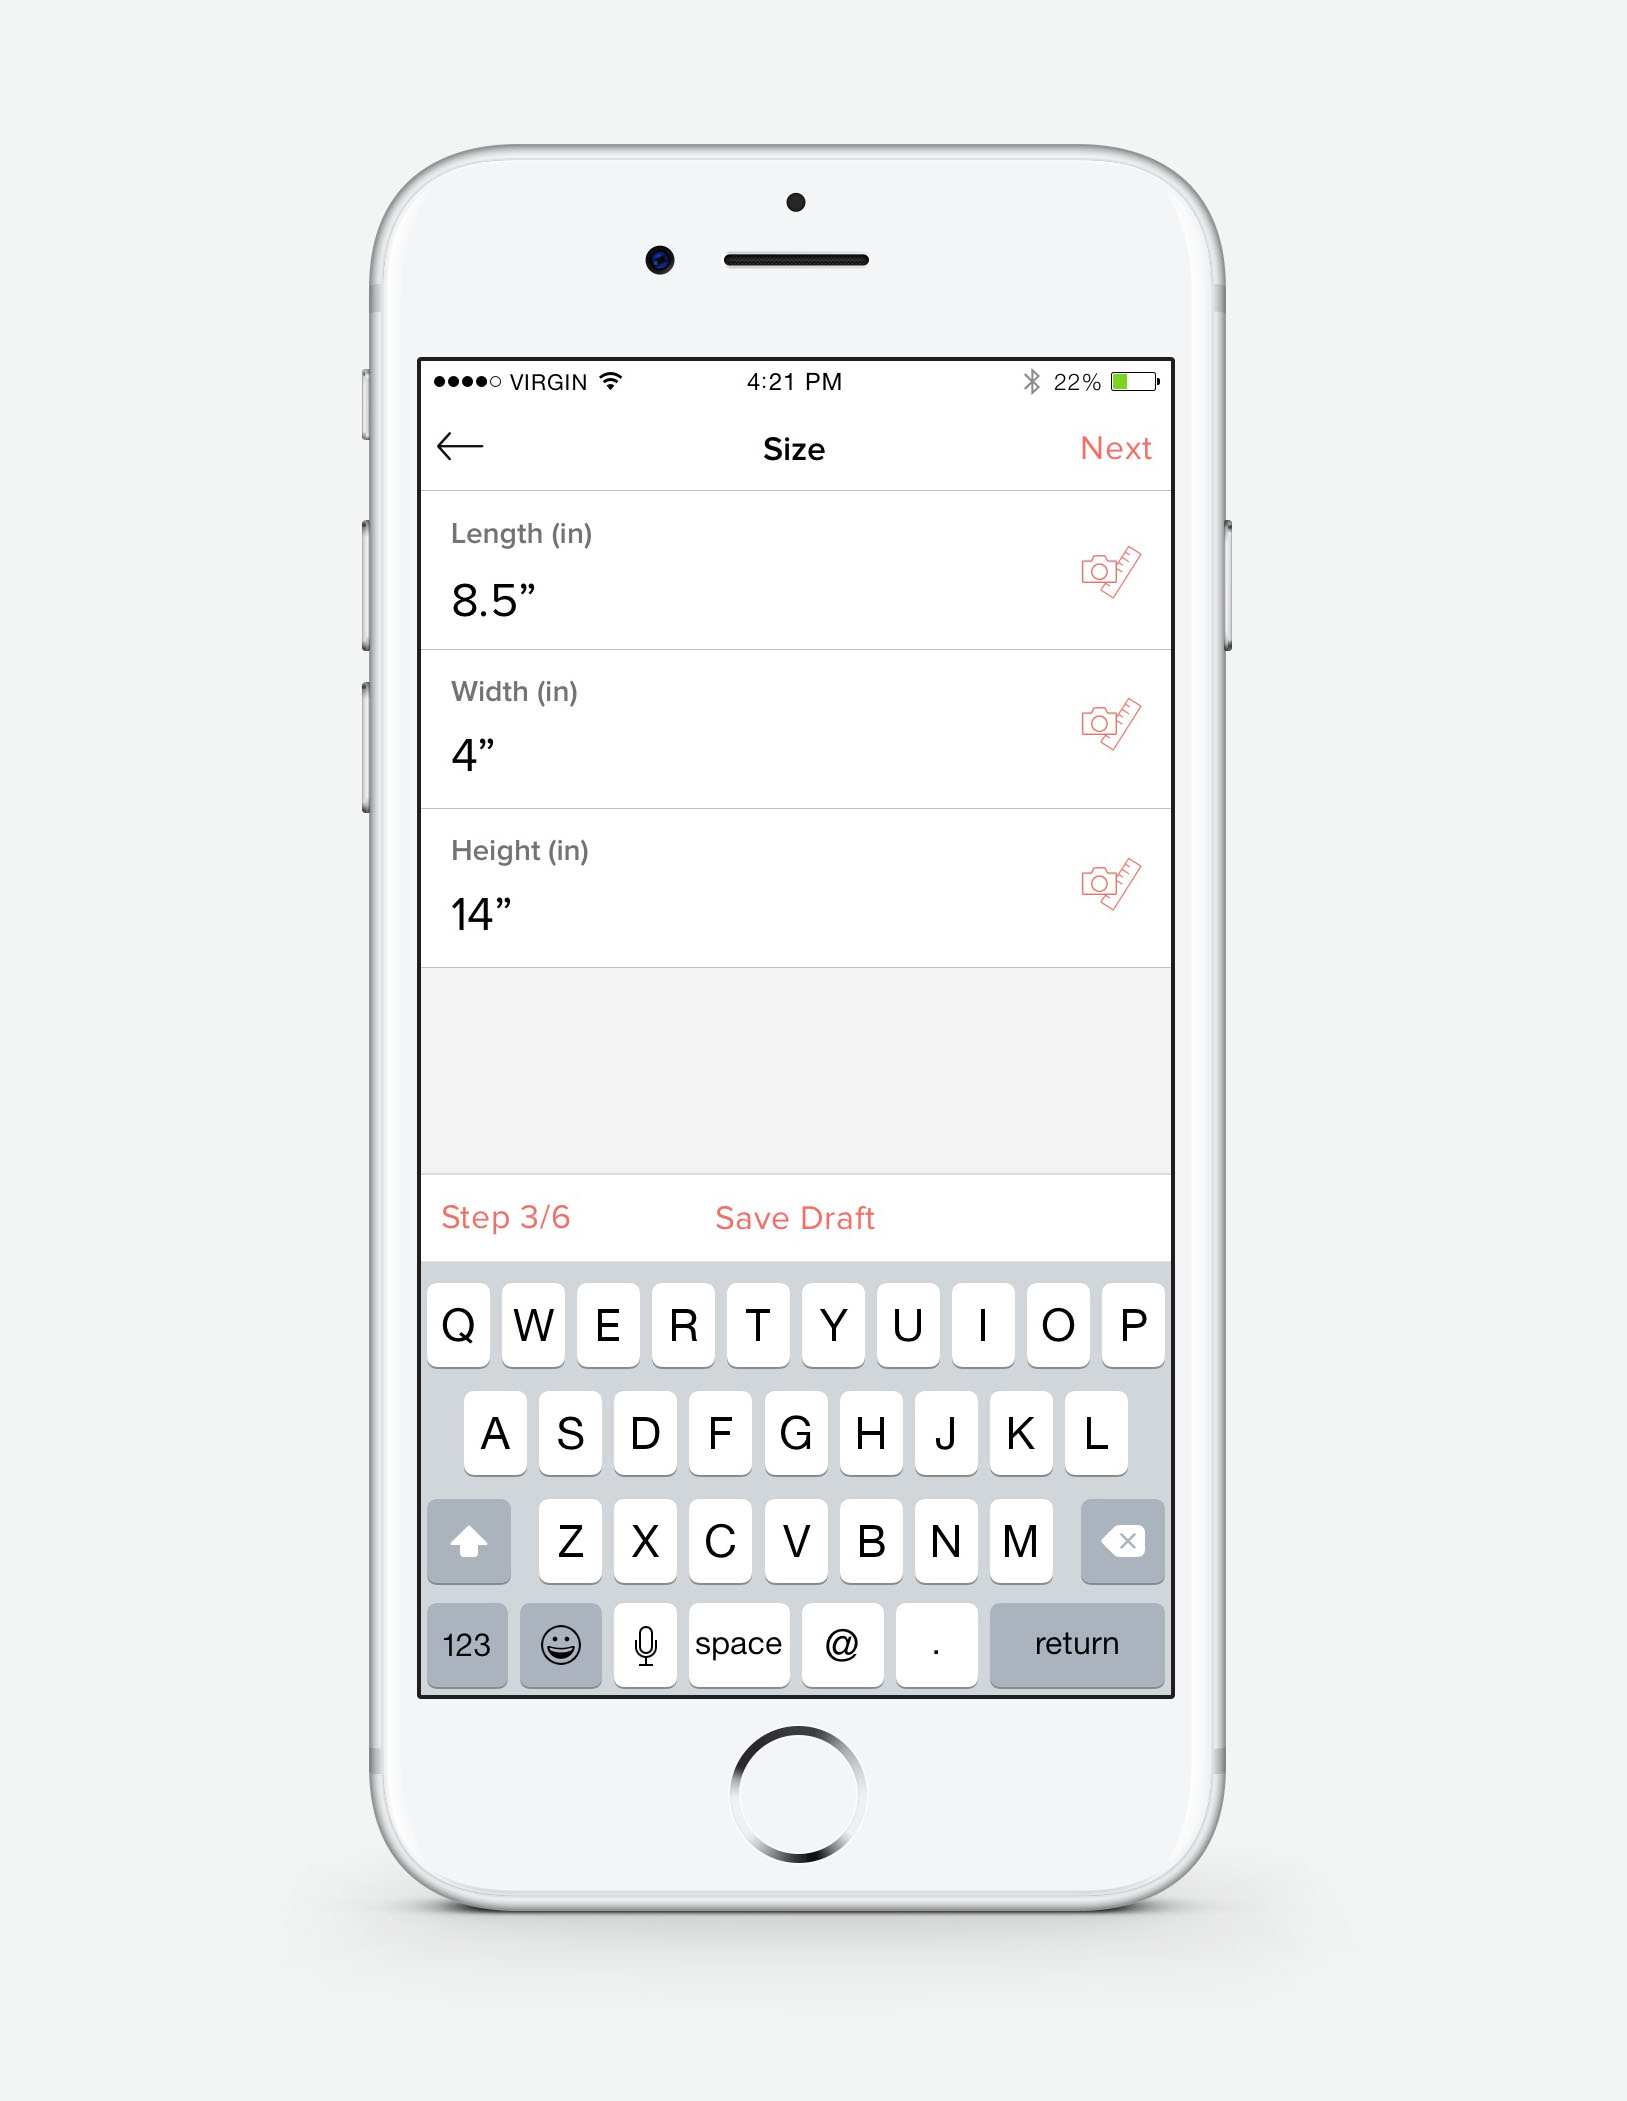 VIRGIN 4:21 PM 22%
Size Next
Length (in)
8.5”
Width (in)
4”
Height (in)
14”
Step 3/6 Save Draft
Q W E R T Y U I O P
A S D F G H J K L
Z X C V B N M
123 space @ . return